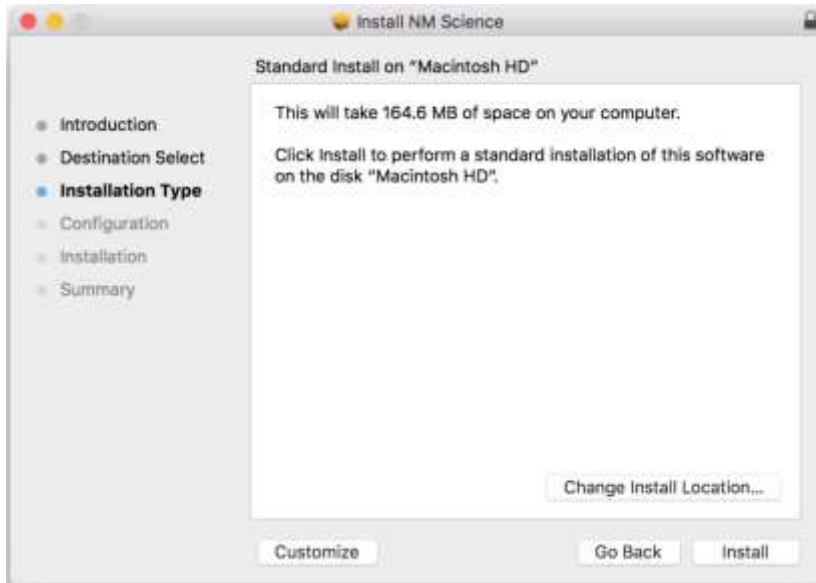 Install NM Science
Standard Install on “Macintosh HD”
Introduction
Destination Select
Installation Type
Configuration
Installation
Summary
This will take 164.6 MB of space on your computer.
Click Install to perform a standard installation of this software
on the disk “Macintosh HD”.
Change Install Location...
Customize
Go Back
Install